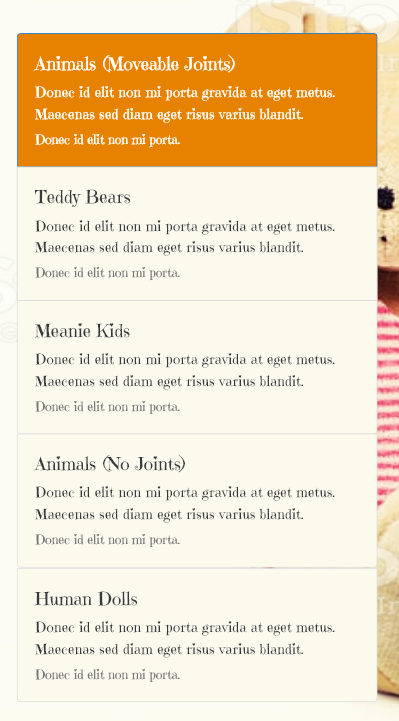 Animals (Moveable Joints)
Donec id elit non mi porta gravida at eget metus.
Maecenas sed diam eget risus varius blandit.
Donec id elit non mi porta.
Teddy Bears
Donec id elit non mi porta gravida at eget metus.
Maecenas sed diam eget risus varius blandit.
Donec id elit non mi porta.
Meanie Kids
Donec id elit non mi porta gravida at eget metus.
Maecenas sed diam eget risus varius blandit.
Donec id elit non mi porta.
Animals (No Joints)
Donec id elit non mi porta gravida at eget metus.
Maecenas sed diam eget risus varius blandit.
Donec id elit non mi porta.
Human Dolls
Donec id elit non mi porta gravida at eget metus.
Maecenas sed diam eget risus varius blandit.
Donec id elit non mi porta.